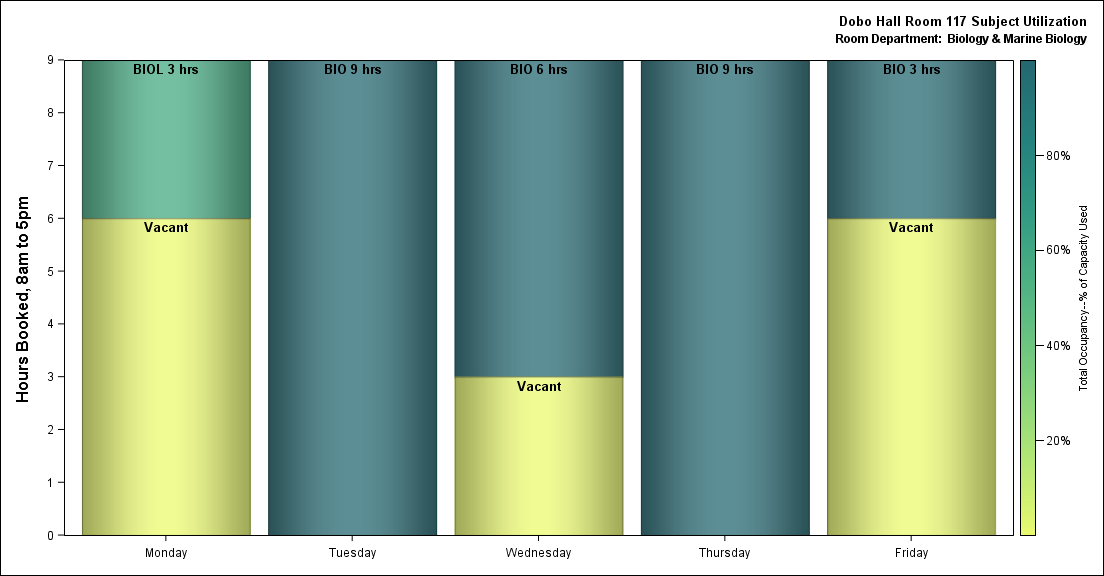 Dobo Hall Room 117 Subject Utilization
Room Department: Biology & Marine Biology
Hours Booked, 8am to 5pm
9
8
7
6
5
4
3
2
1
0
BIOL 3 hrs
Vacant
BIO 9 hrs
BIO 6 hrs
Vacant
BIO 9 hrs
BIO 3 hrs
Vacant
Monday
Tuesday
Wednesday
Thursday
Friday
80%
60%
40%
20%
Total Occupancy--% of Capacity Used